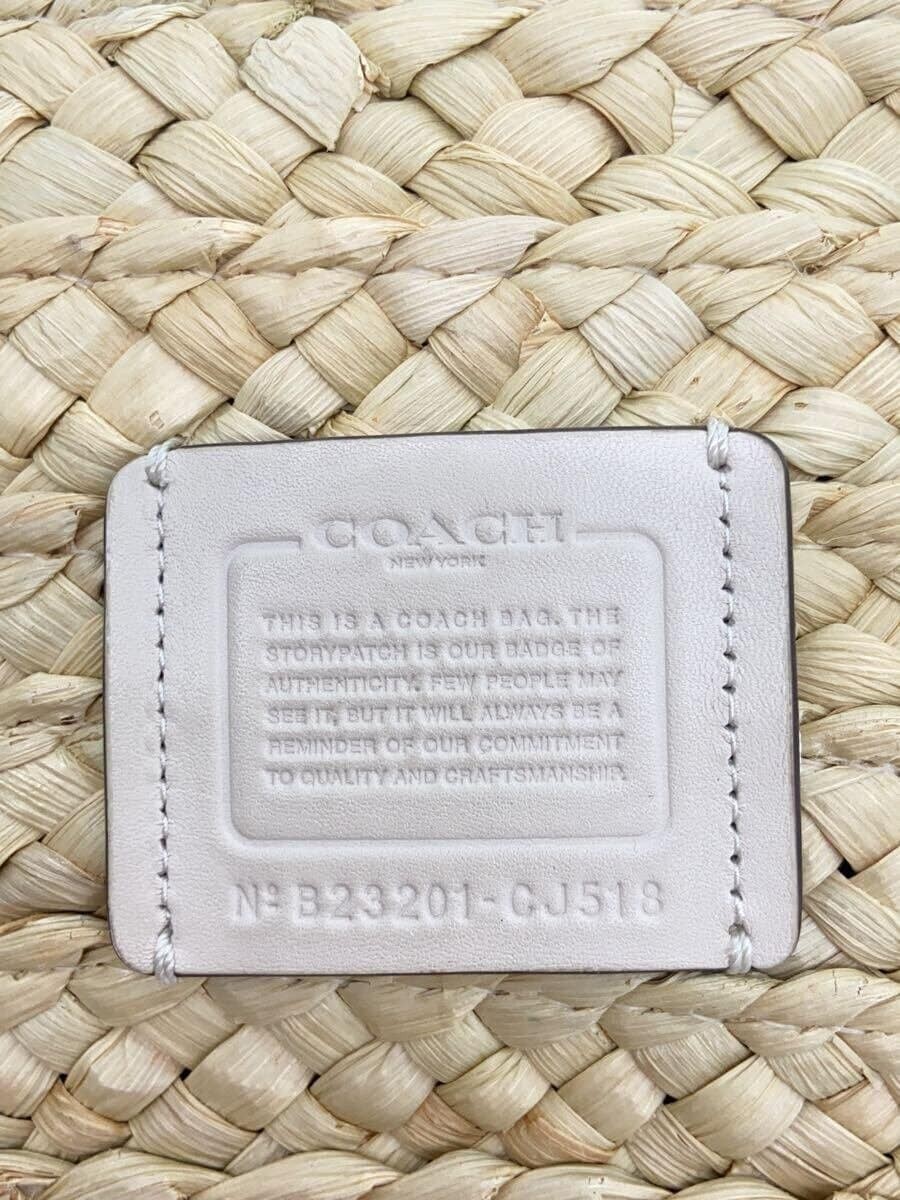 COACH
NEW YORK
THIS IS A COACH BAG. THE
STORYPATCH IS OUR BADGE OF
AUTHENTICITY. FEW PEOPLE MAY
SEE IT, BUT IT WILL ALWAYS BE A
REMINDER OF OUR COMMITMENT
TO QUALITY AND CRAFTSMANSHIP.
Nº B23201-CJ518